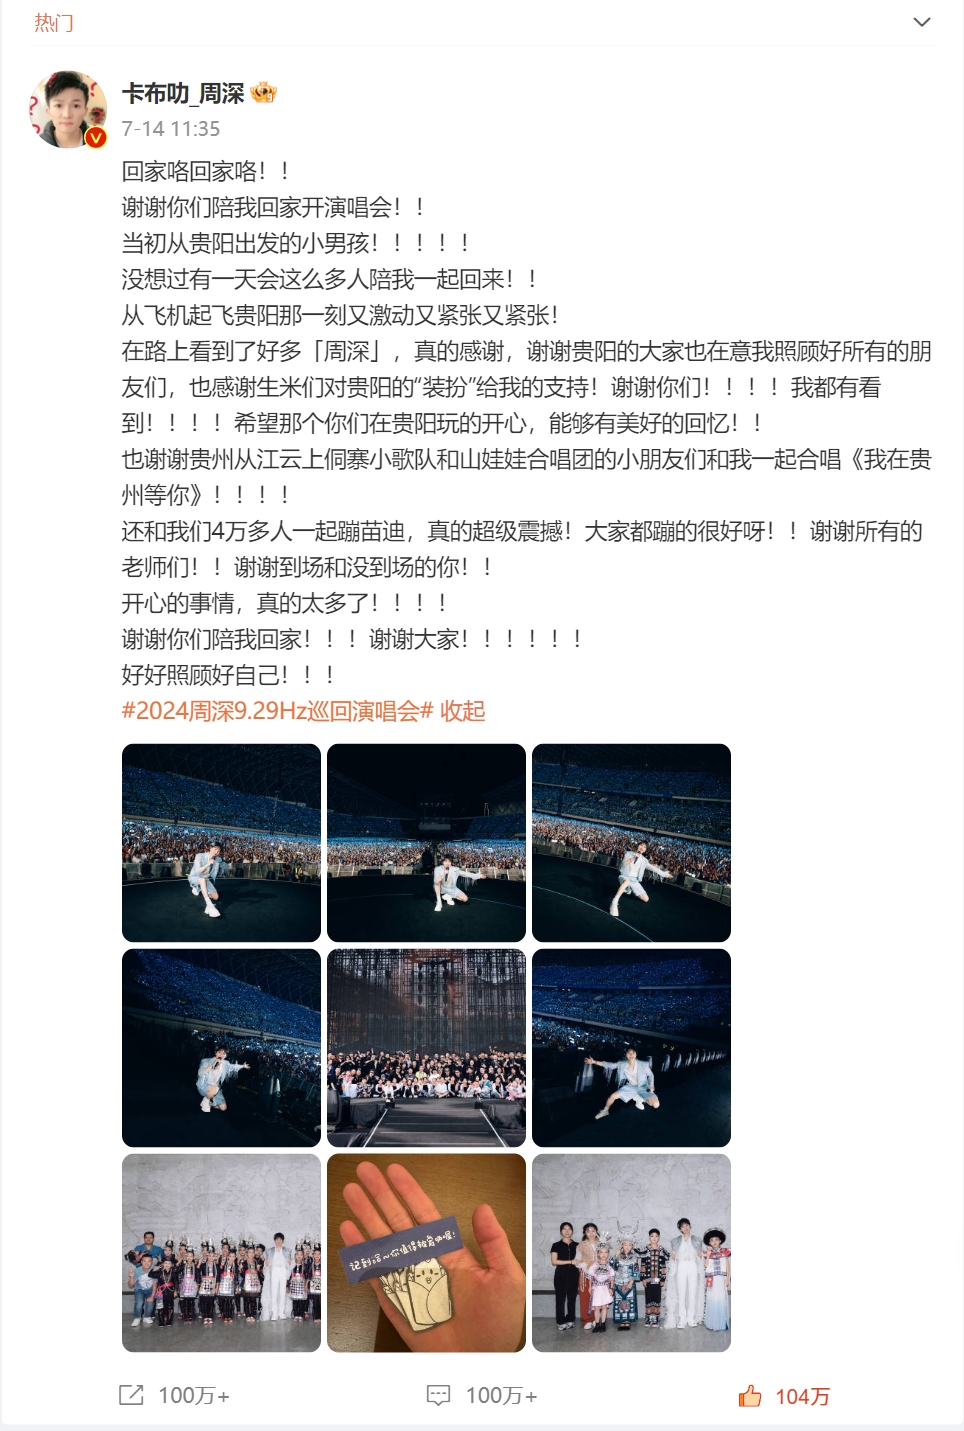 热门
卡布叻_周深
7-14 11:35
回家咯回家咯！！
谢谢你们陪我回家开演唱会！！
当初从贵阳出发的小男孩！！！！！
没想过有一天会这么多人陪我一起回来！！
从飞机起飞贵阳那一刻又激动又紧张又紧张！
在路上看到了好多「周深」，真的感谢，谢谢贵阳的大家也在意我照顾好所有的朋
友们，也感谢生米们对贵阳的“装扮”给我的支持！谢谢你们！！！！我都有看
到！！！！希望那个你们在贵阳玩的开心，能够有美好的回忆！！
也谢谢贵州从江云上侗寨小歌队和山娃娃合唱团的小朋友们和我一起合唱《我在贵
州等你》！！！！
还和我们4万多人一起蹦苗迪，真的超级震撼！大家都蹦的很好呀！！谢谢所有的
老师们！！谢谢到场和没到场的你！！
开心的事情，真的太多了！！！！
谢谢你们陪我回家！！！谢谢大家！！！！！！
好好照顾好自己！！！
#2024周深9.29Hz巡回演唱会# 收起
记到哈~你值得被爱的喔！
100万+
100万+
104万